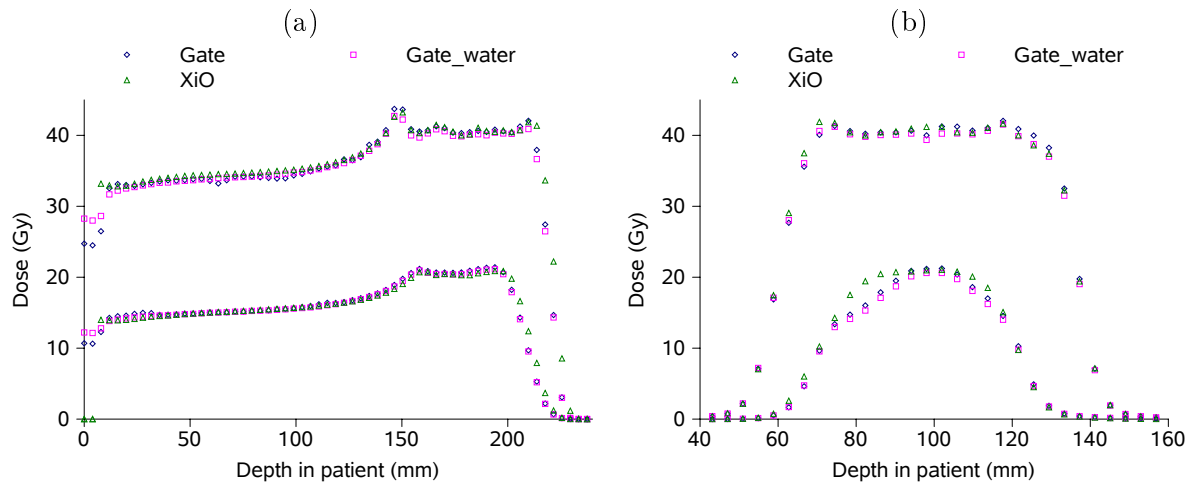 (a)
Gate Gate_water
XiO
Dose (Gy)
40
30
20
10
0
0 50 100 150 200
Depth in patient (mm)
(b)
Gate Gate_water
XiO
Dose (Gy)
40
30
20
10
0
40 60 80 100 120 140 160
Depth in patient (mm)